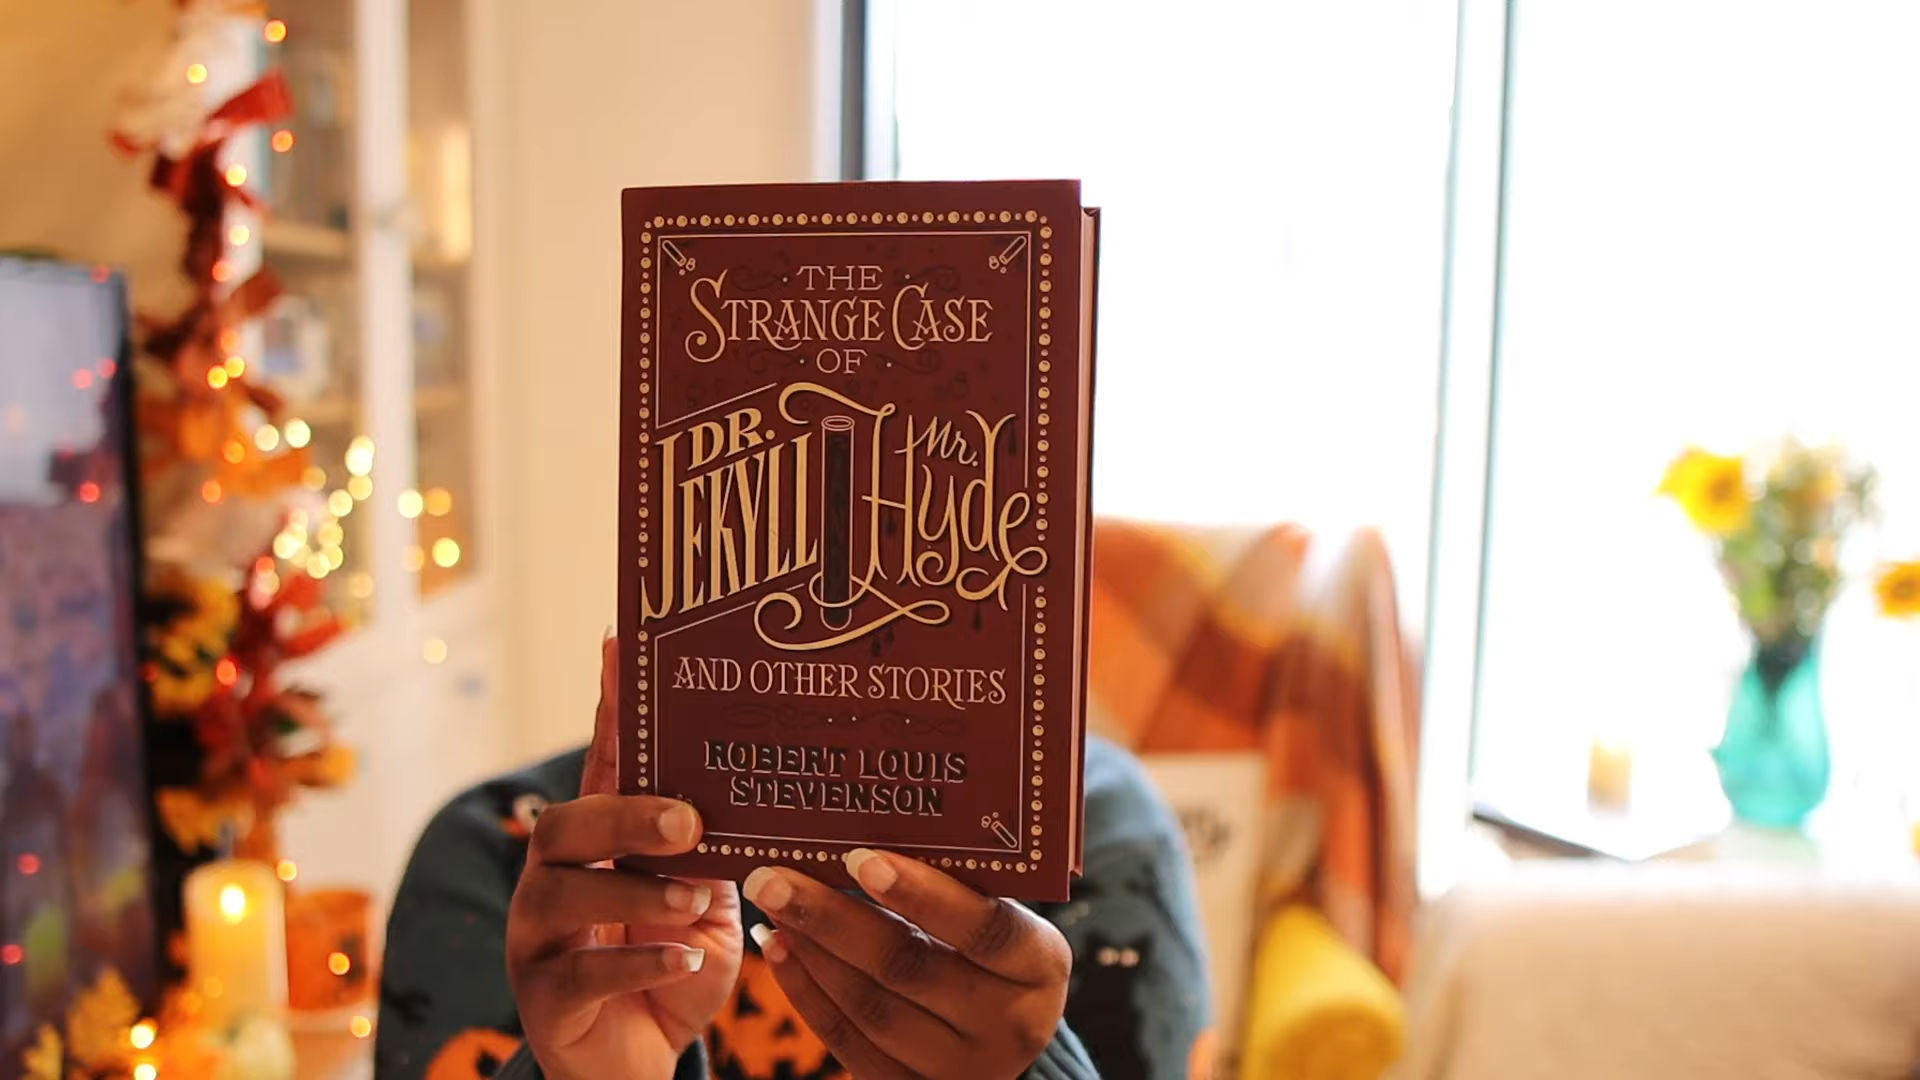 THE
STRANGE CASE
OF
DR. JEKYLL
Mr. Hyde
AND OTHER STORIES
ROBERT LOUIS
STEVENSON